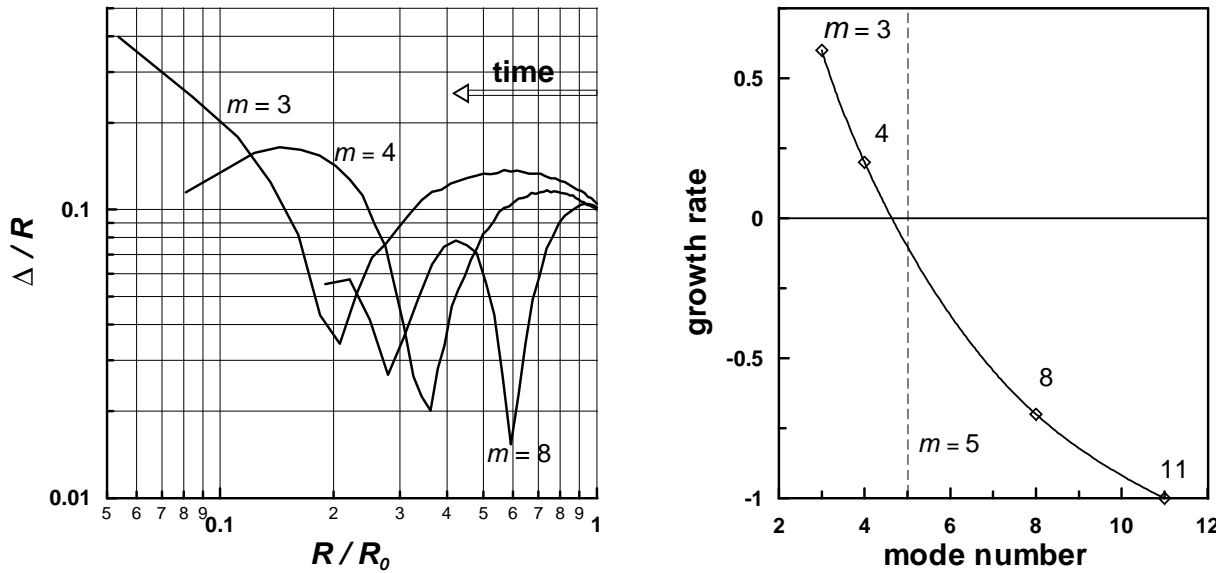 time
m = 3
m = 4
m = 8
0.1
0.01
Δ / R
5 6 7 8 9 0.1 2 3 4 5 6 7 8 9 1
R / R0
m = 3
4
8
11
m = 5
0.5
0
-0.5
-1
growth rate
2 4 6 8 10 12
mode number